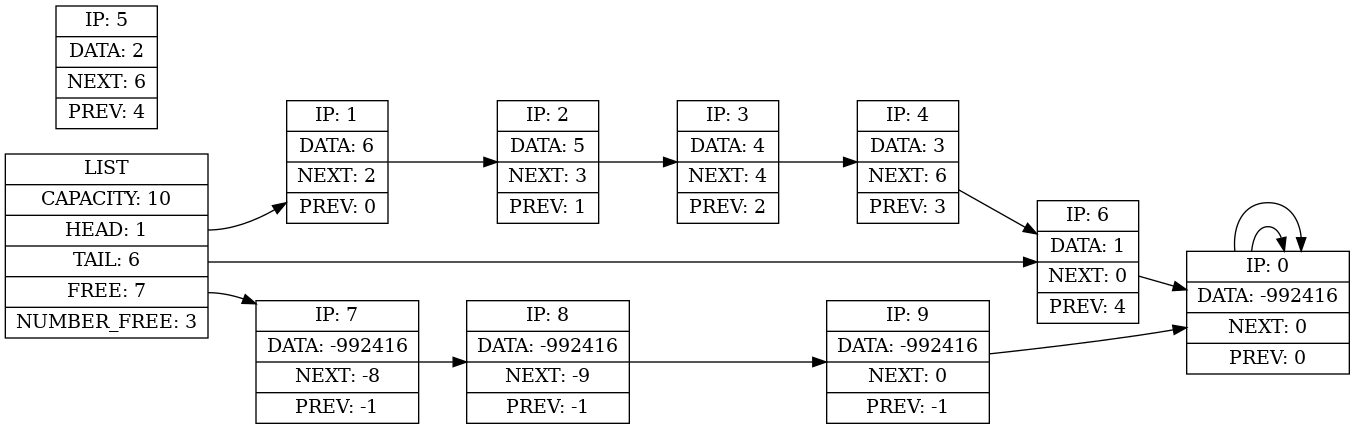 IP: 5
DATA: 2
NEXT: 6
PREV: 4
LIST
CAPACITY: 10
HEAD: 1
TAIL: 6
FREE: 7
NUMBER_FREE: 3
IP: 1
DATA: 6
NEXT: 2
PREV: 0
IP: 2
DATA: 5
NEXT: 3
PREV: 1
IP: 3
DATA: 4
NEXT: 4
PREV: 2
IP: 4
DATA: 3
NEXT: 6
PREV: 3
IP: 6
DATA: 1
NEXT: 0
PREV: 4
IP: 0
DATA: -992416
NEXT: 0
PREV: 0
IP: 7
DATA: -992416
NEXT: -8
PREV: -1
IP: 8
DATA: -992416
NEXT: -9
PREV: -1
IP: 9
DATA: -992416
NEXT: 0
PREV: -1